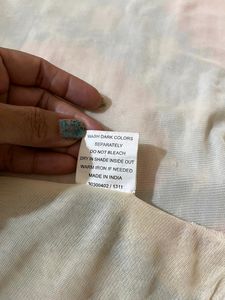 WASH DARK COLORS
SEPARATELY
DO NOT BLEACH
DRY IN SHADE INSIDE OUT
WARM IRON IF NEEDED
MADE IN INDIA